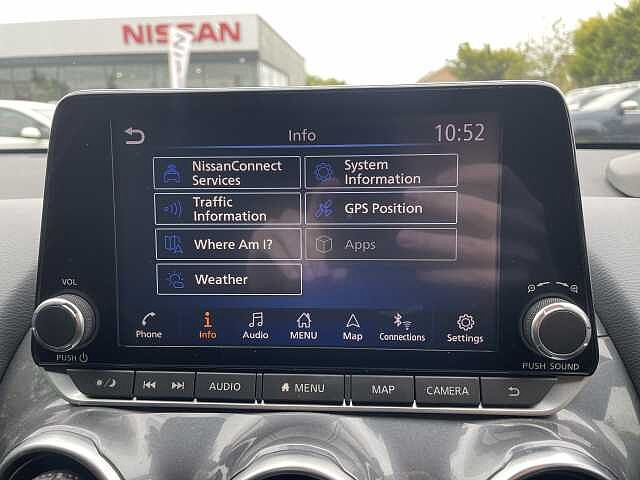 NISSAN
Info
10:52
NissanConnect
Services
System
Information
Traffic
Information
GPS Position
Where Am I?
Apps
Weather
VOL
PUSH
Phone
Info
Audio
MENU
Map
Connections
Settings
PUSH SOUND
AUDIO
MENU
MAP
CAMERA